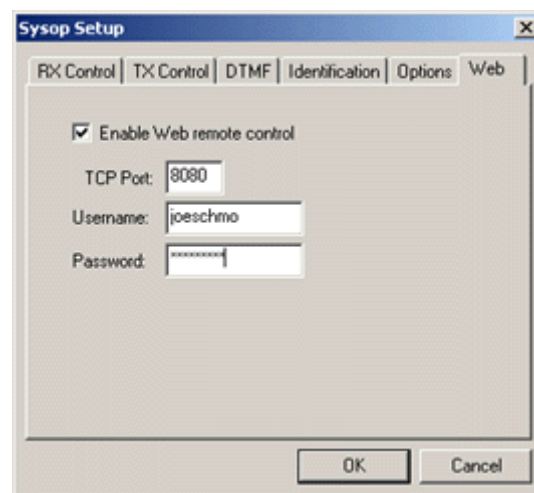 Sysop Setup
RX Control TX Control DTMF Identification Options Web
Enable Web remote control
TCP Port: 8080
Username: joeschmo
Password: ×××××××××
OK Cancel